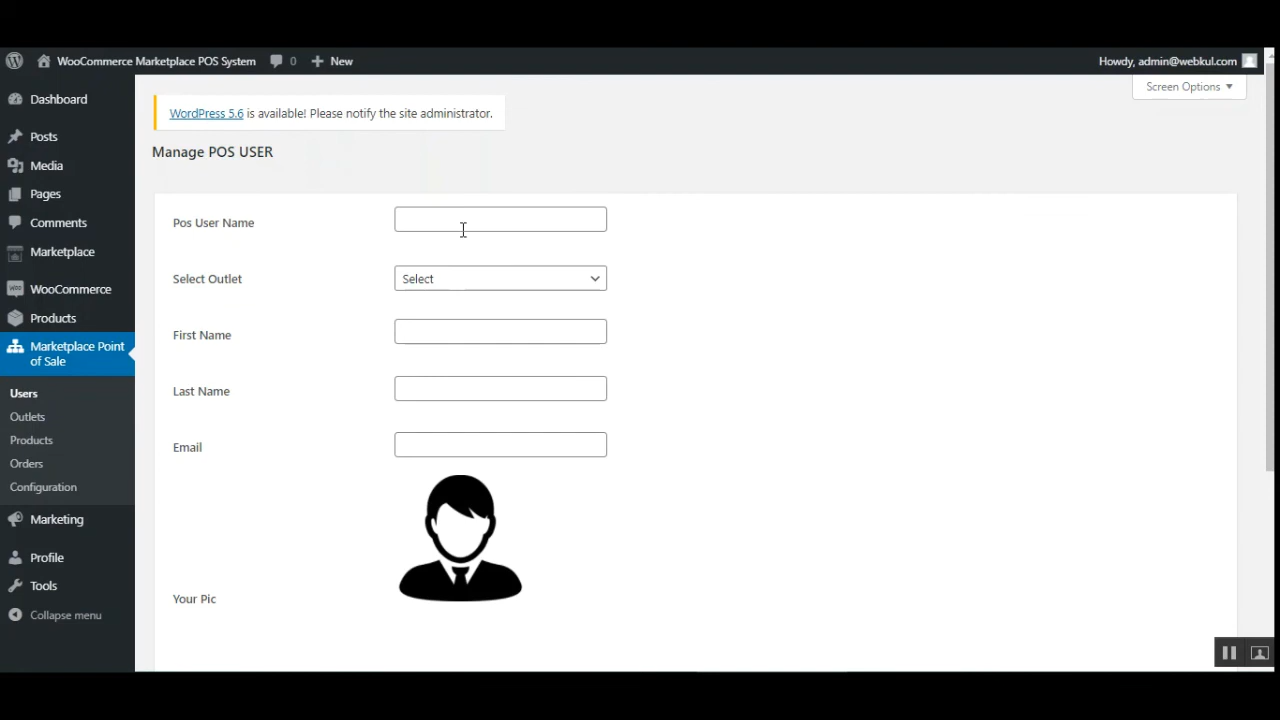 WooCommerce Marketplace POS System 0 New Howdy, admin@webkul.com
Screen Options
Dashboard
Posts
Media
Pages
Comments
Marketplace
WooCommerce
Products
Marketplace Point
of Sale
Users
Outlets
Products
Orders
Configuration
Marketing
Profile
Tools
Collapse menu
WordPress 5.6 is available! Please notify the site administrator.
Manage POS USER
Pos User Name
Select Outlet Select
First Name
Last Name
Email
Your Pic